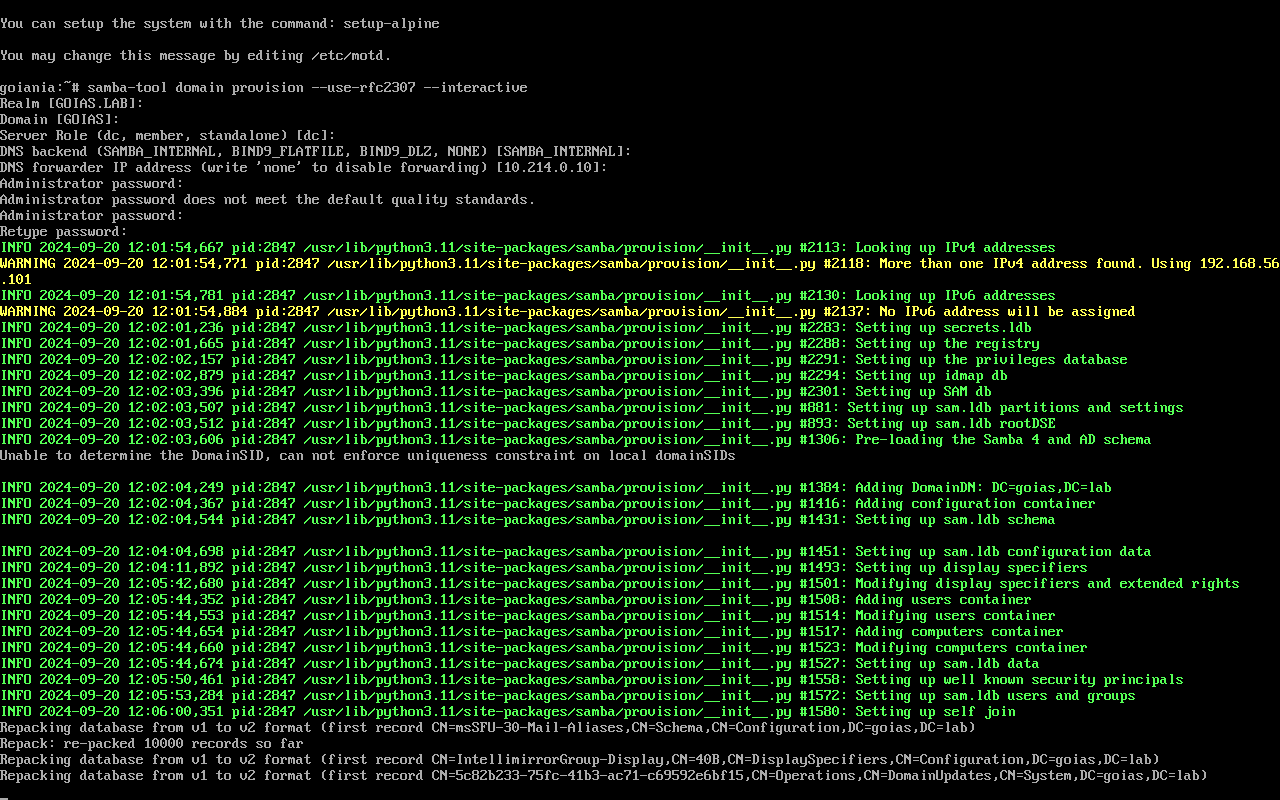 You can setup the system with the command: setup-alpine
You may change this message by editing /etc/motd.
goiania:~# samba-tool domain provision --use-rfc2307 --interactive
Realm [GOIAS.LAB]:
Domain [GOIAS]:
Server Role (dc, member, standalone) [dc]:
DNS backend (SAMBA_INTERNAL, BIND9_FLATFILE, BIND9_DLZ, NONE) [SAMBA_INTERNAL]:
DNS forwarder IP address (write 'none' to disable forwarding) [10.214.0.10]:
Administrator password:
Administrator password does not meet the default quality standards.
Administrator password:
Retype password:
INFO 2024-09-20 12:01:54,667 pid:2847 /usr/lib/python3.11/site-packages/samba/provision/__init__.py #2113: Looking up IPv4 addresses
WARNING 2024-09-20 12:01:54,771 pid:2847 /usr/lib/python3.11/site-packages/samba/provision/__init__.py #2118: More than one IPv4 address found. Using 192.168.56
.101
INFO 2024-09-20 12:01:54,781 pid:2847 /usr/lib/python3.11/site-packages/samba/provision/__init__.py #2130: Looking up IPv6 addresses
WARNING 2024-09-20 12:01:54,884 pid:2847 /usr/lib/python3.11/site-packages/samba/provision/__init__.py #2137: No IPv6 address will be assigned
INFO 2024-09-20 12:02:01,236 pid:2847 /usr/lib/python3.11/site-packages/samba/provision/__init__.py #2283: Setting up secrets.ldb
INFO 2024-09-20 12:02:01,665 pid:2847 /usr/lib/python3.11/site-packages/samba/provision/__init__.py #2288: Setting up the registry
INFO 2024-09-20 12:02:02,157 pid:2847 /usr/lib/python3.11/site-packages/samba/provision/__init__.py #2291: Setting up the privileges database
INFO 2024-09-20 12:02:02,879 pid:2847 /usr/lib/python3.11/site-packages/samba/provision/__init__.py #2294: Setting up idmap db
INFO 2024-09-20 12:02:03,396 pid:2847 /usr/lib/python3.11/site-packages/samba/provision/__init__.py #2301: Setting up SAM db
INFO 2024-09-20 12:02:03,507 pid:2847 /usr/lib/python3.11/site-packages/samba/provision/__init__.py #881: Setting up sam.ldb partitions and settings
INFO 2024-09-20 12:02:03,512 pid:2847 /usr/lib/python3.11/site-packages/samba/provision/__init__.py #893: Setting up sam.ldb rootDSE
INFO 2024-09-20 12:02:03,606 pid:2847 /usr/lib/python3.11/site-packages/samba/provision/__init__.py #1306: Pre-loading the Samba 4 and AD schema
Unable to determine the DomainSID, can not enforce uniqueness constraint on local domainSIDs
INFO 2024-09-20 12:02:04,249 pid:2847 /usr/lib/python3.11/site-packages/samba/provision/__init__.py #1384: Adding DomainDN: DC=goias,DC=lab
INFO 2024-09-20 12:02:04,367 pid:2847 /usr/lib/python3.11/site-packages/samba/provision/__init__.py #1416: Adding configuration container
INFO 2024-09-20 12:02:04,544 pid:2847 /usr/lib/python3.11/site-packages/samba/provision/__init__.py #1431: Setting up sam.ldb schema
INFO 2024-09-20 12:04:04,698 pid:2847 /usr/lib/python3.11/site-packages/samba/provision/__init__.py #1451: Setting up sam.ldb configuration data
INFO 2024-09-20 12:04:11,892 pid:2847 /usr/lib/python3.11/site-packages/samba/provision/__init__.py #1493: Setting up display specifiers
INFO 2024-09-20 12:05:42,680 pid:2847 /usr/lib/python3.11/site-packages/samba/provision/__init__.py #1501: Modifying display specifiers and extended rights
INFO 2024-09-20 12:05:44,352 pid:2847 /usr/lib/python3.11/site-packages/samba/provision/__init__.py #1508: Adding users container
INFO 2024-09-20 12:05:44,553 pid:2847 /usr/lib/python3.11/site-packages/samba/provision/__init__.py #1514: Modifying users container
INFO 2024-09-20 12:05:44,654 pid:2847 /usr/lib/python3.11/site-packages/samba/provision/__init__.py #1517: Adding computers container
INFO 2024-09-20 12:05:44,660 pid:2847 /usr/lib/python3.11/site-packages/samba/provision/__init__.py #1523: Modifying computers container
INFO 2024-09-20 12:05:44,674 pid:2847 /usr/lib/python3.11/site-packages/samba/provision/__init__.py #1527: Setting up sam.ldb data
INFO 2024-09-20 12:05:50,461 pid:2847 /usr/lib/python3.11/site-packages/samba/provision/__init__.py #1558: Setting up well known security principals
INFO 2024-09-20 12:05:53,284 pid:2847 /usr/lib/python3.11/site-packages/samba/provision/__init__.py #1572: Setting up sam.ldb users and groups
INFO 2024-09-20 12:06:00,351 pid:2847 /usr/lib/python3.11/site-packages/samba/provision/__init__.py #1580: Setting up self join
Repacking database from v1 to v2 format (first record CN=msSFU-30-Mail-Aliases,CN=Schema,CN=Configuration,DC=goias,DC=lab)
Repack: re-packed 10000 records so far
Repacking database from v1 to v2 format (first record CN=IntellimirrorGroup-Display,CN=40B,CN=DisplaySpecifiers,CN=Configuration,DC=goias,DC=lab)
Repacking database from v1 to v2 format (first record CN=5c82b233-75fc-41b3-ac71-c69592e6bf15,CN=Operations,CN=DomainUpdates,CN=System,DC=goias,DC=lab)